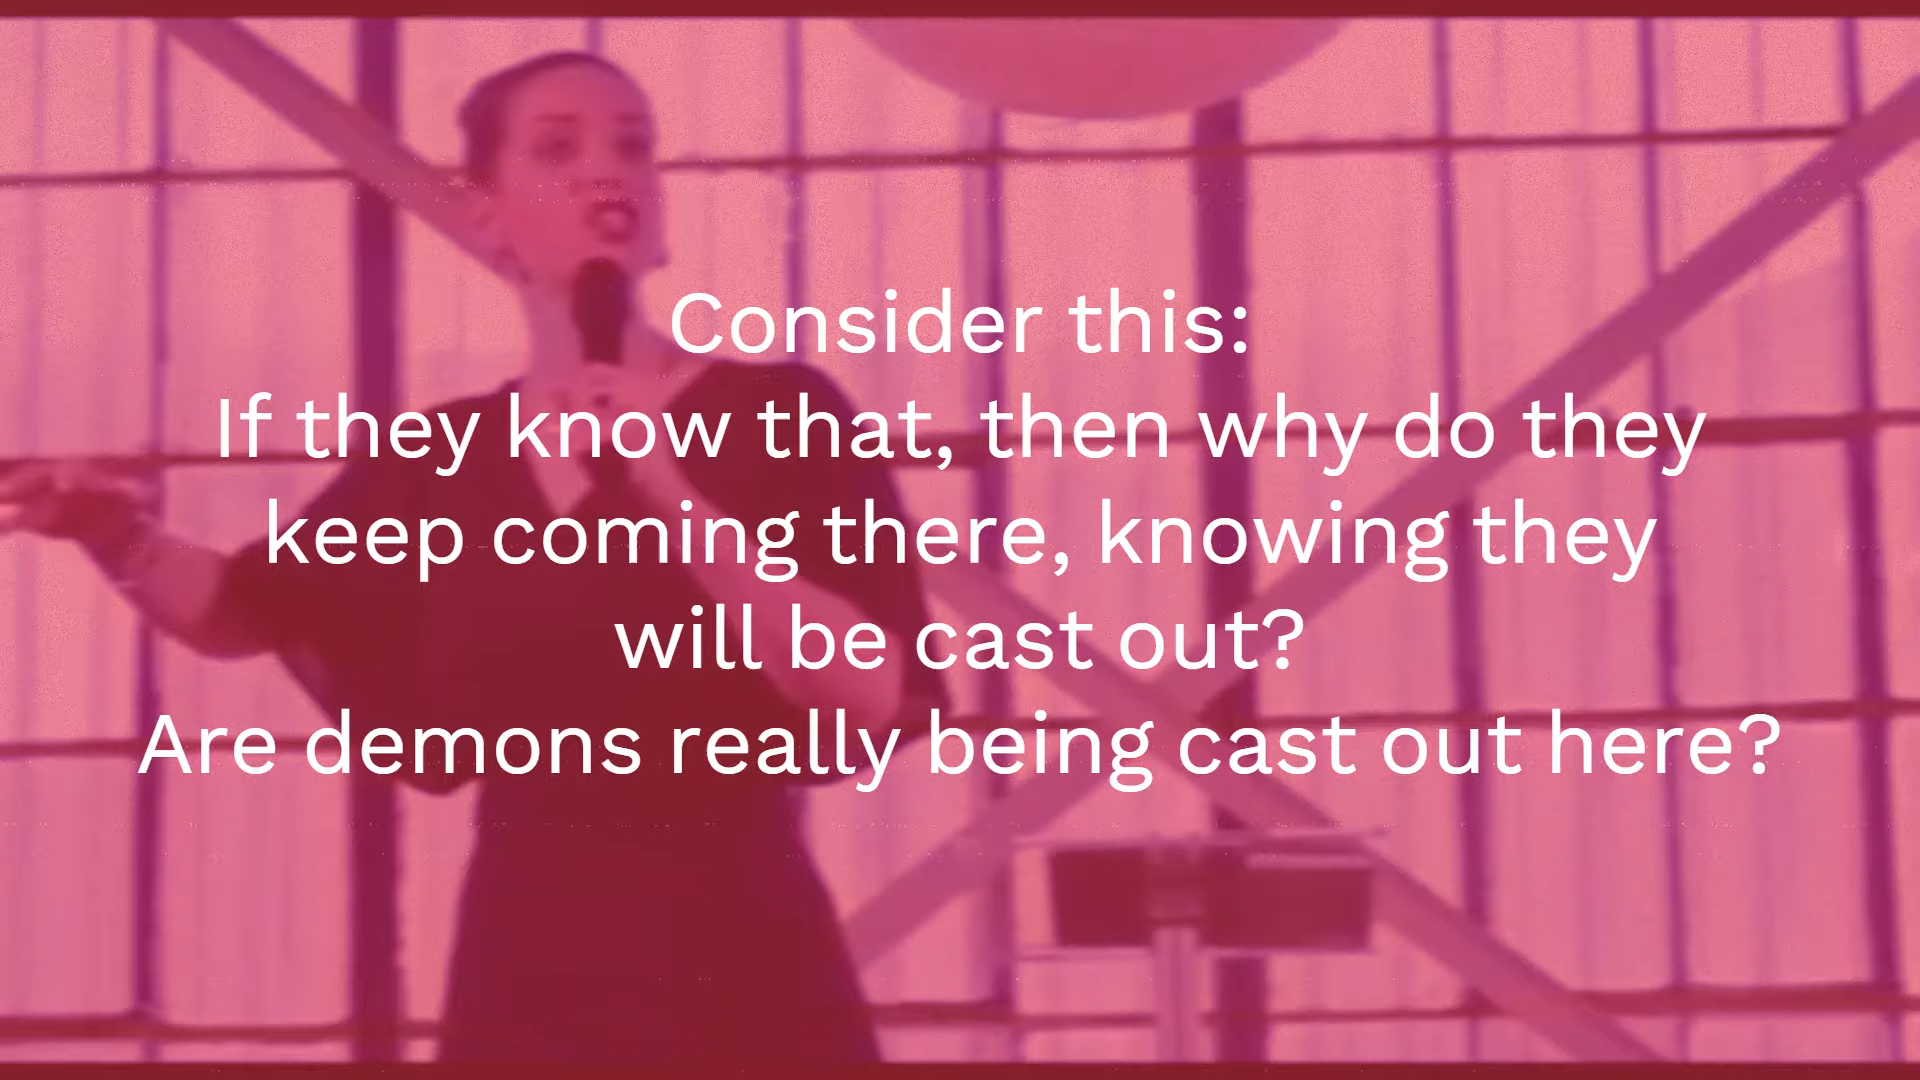 Consider this:
If they know that, then why do they
keep coming there, knowing they
will be cast out?
Are demons really being cast out here?